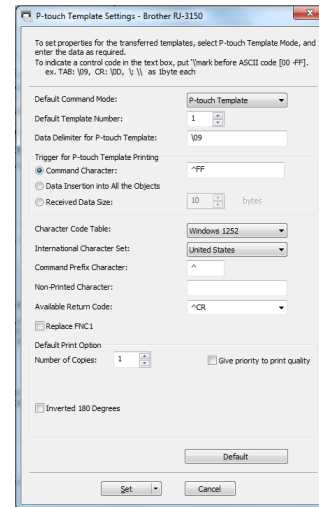 P-touch Template Settings - Brother RJ-3150
To set properties for the transferred templates, select P-touch Template Mode, and
enter the data as required.
To indicate a control code in the text box, put '\'mark before ASCII code [00 -FF].
ex. TAB: \09, CR: \0D, \: \\ as 1byte each
Default Command Mode: P-touch Template
Default Template Number: 1
Data Delimiter for P-touch Template: \09
Trigger for P-touch Template Printing
Command Character: ^FF
Data Insertion into All the Objects
Received Data Size: 10 bytes
Character Code Table: Windows 1252
International Character Set: United States
Command Prefix Character: ^
Non-Printed Character:
Available Return Code: ^CR
Replace FNC1
Default Print Option
Number of Copies: 1 Give priority to print quality
Inverted 180 Degrees
Default
Set Cancel